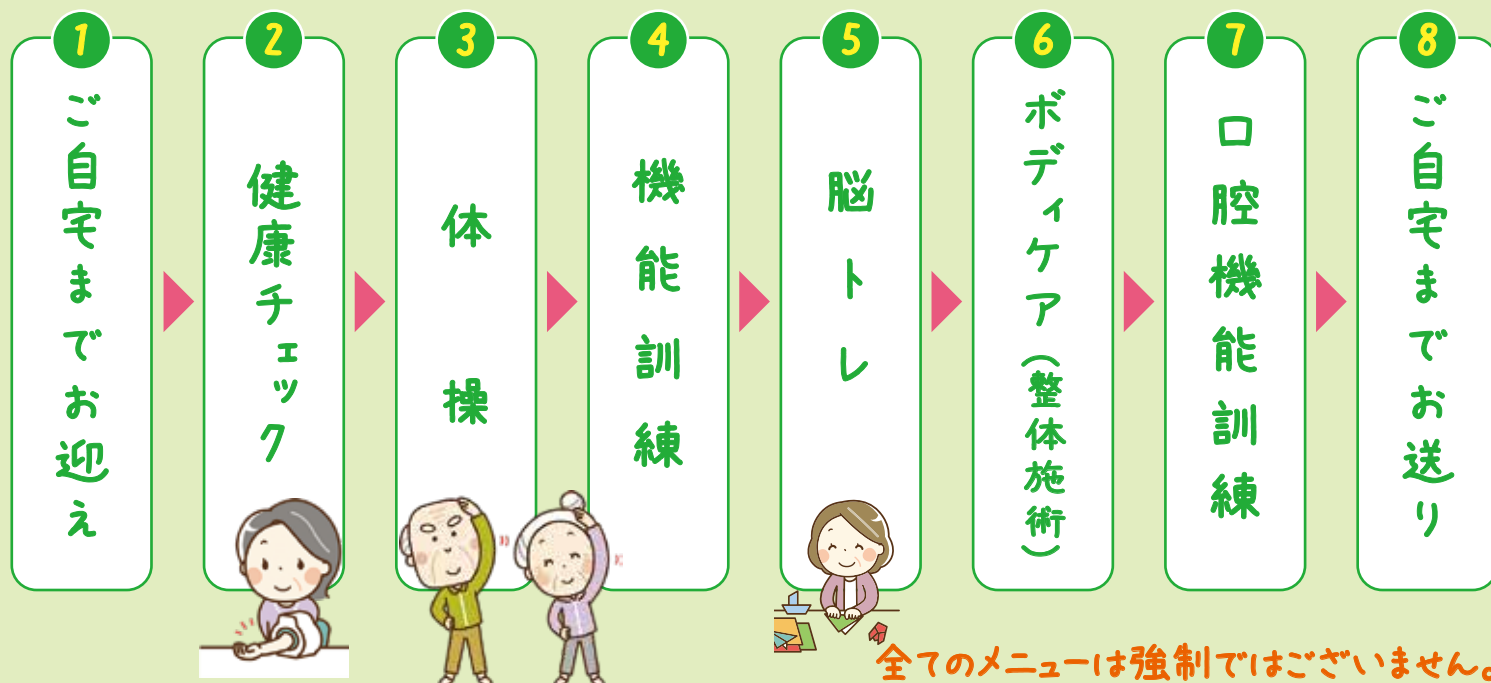 1
ご自宅までお迎え
2
健康チェック
3
体操
4
機能訓練
5
脳トレ
6
ボディケア（整体施術）
7
口腔機能訓練
8
ご自宅までお送り
全てのメニューは強制ではございません。